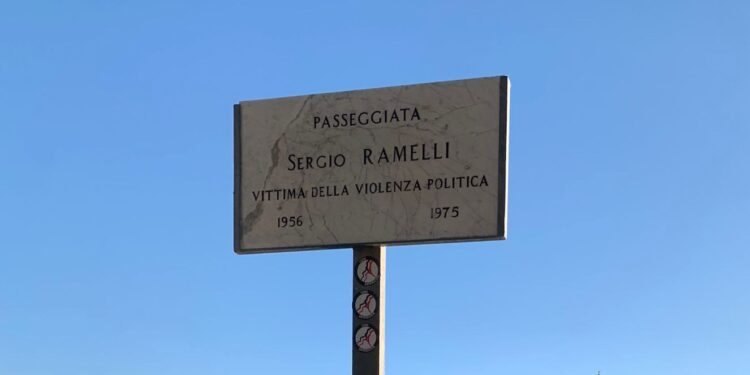 PASSEGGIATA
SERGIO RAMELLI
VITTIMA DELLA VIOLENZA POLITICA
1956 1975